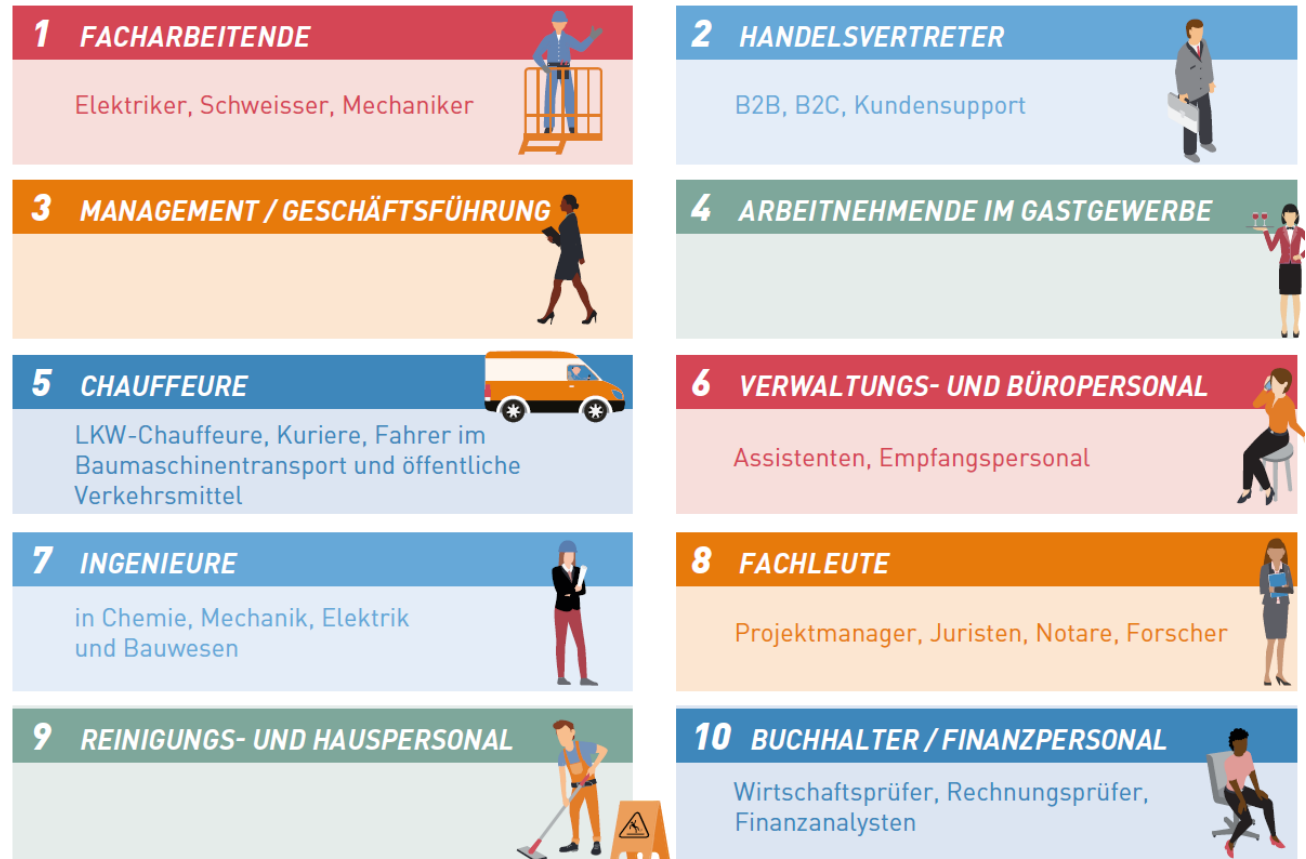 1 FACHARBEITENDE
Elektriker, Schweisser, Mechaniker
2 HANDELSVERTRETER
B2B, B2C, Kundensupport
3 MANAGEMENT / GESCHÄFTSFÜHRUNG
4 ARBEITNEHMENDE IM GASTGEWERBE
5 CHAUFFEURE
LKW-Chauffeure, Kuriere, Fahrer im
Baumaschinentransport und öffentliche
Verkehrsmittel
6 VERWALTUNGS- UND BÜROPERSONAL
Assistenten, Empfangspersonal
7 INGENIEURE
in Chemie, Mechanik, Elektrik
und Bauwesen
8 FACHLEUTE
Projektmanager, Juristen, Notare, Forscher
9 REINIGUNGS- UND HAUSPERSONAL
10 BUCHHALTER / FINANZPERSONAL
Wirtschaftsprüfer, Rechnungsprüfer,
Finanzanalysten